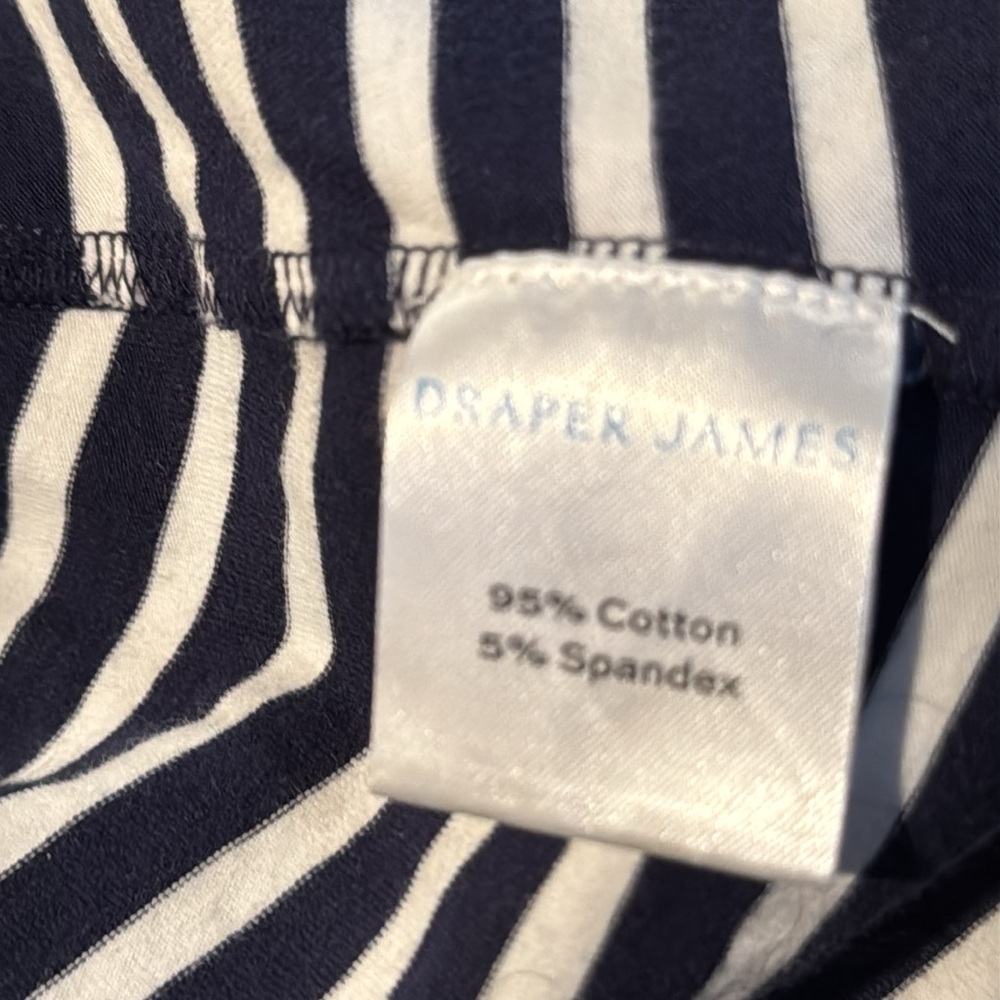 DRAPER JAMES
95% Cotton
5% Spandex